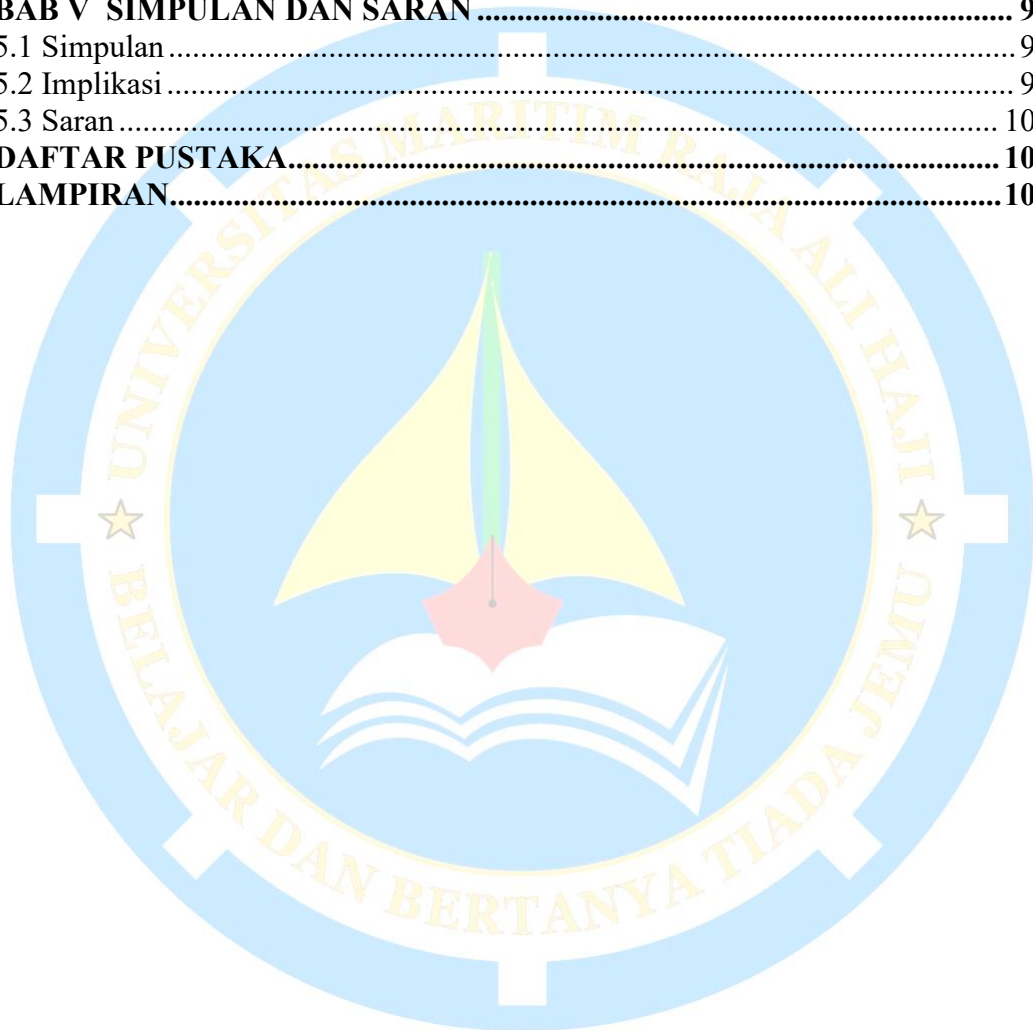 BAB V SIMPULAN DAN SARAN ........................................................................ 9
5.1 Simpulan ........................................................................ 9
5.2 Implikasi ........................................................................ 9
5.3 Saran ........................................................................ 10
DAFTAR PUSTAKA ........................................................................ 10
LAMPIRAN ........................................................................ 10
UNIVERSITAS MARITIM RAJA ALI HAJI
BELAJAR DAN BERTANYA TIADA JEMU